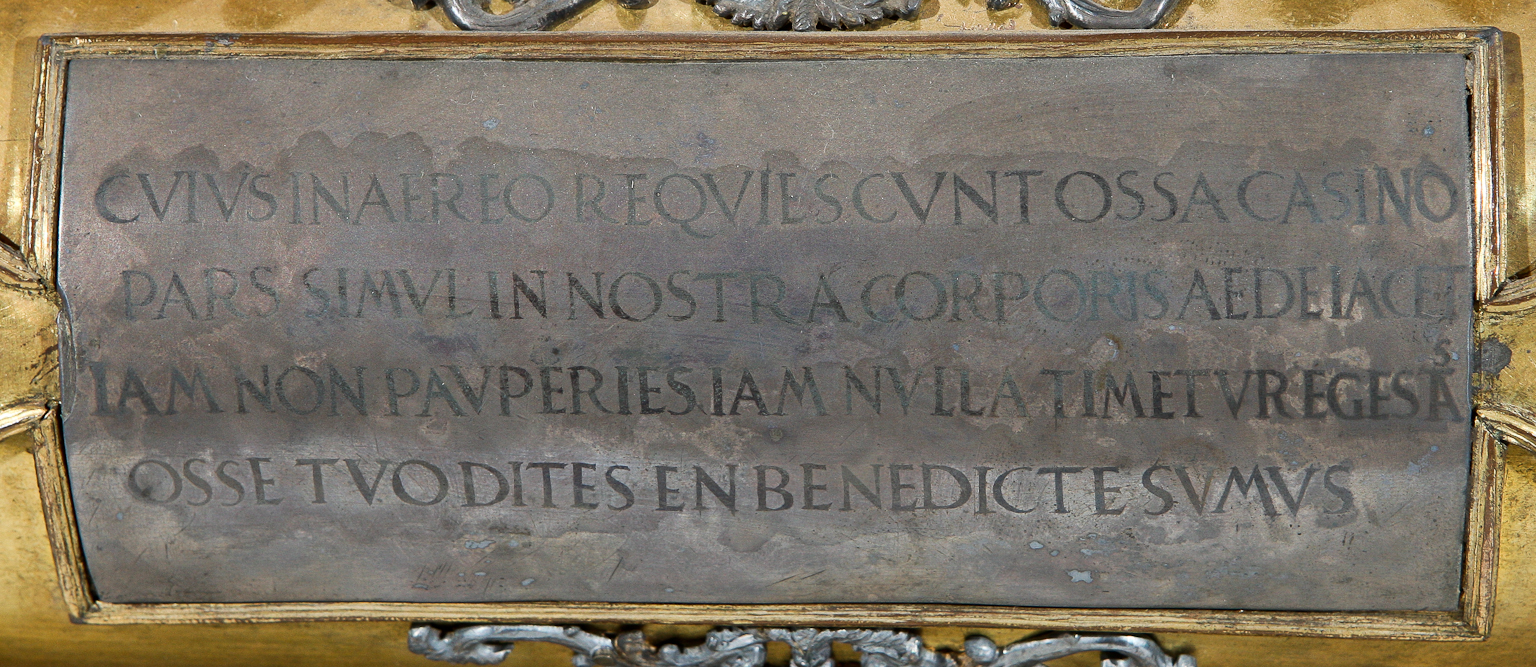 CVIVS IN AEREO REQVIESCVNT OSSA CASINO
PARS SIMVL IN NOSTRA CORPORIS AEDE IACET
IAM NON PAVPERIES IAM NVLLA TIMETVR EGESTAS
OSSE TVO DITES EN BENEDICTE SVMVS